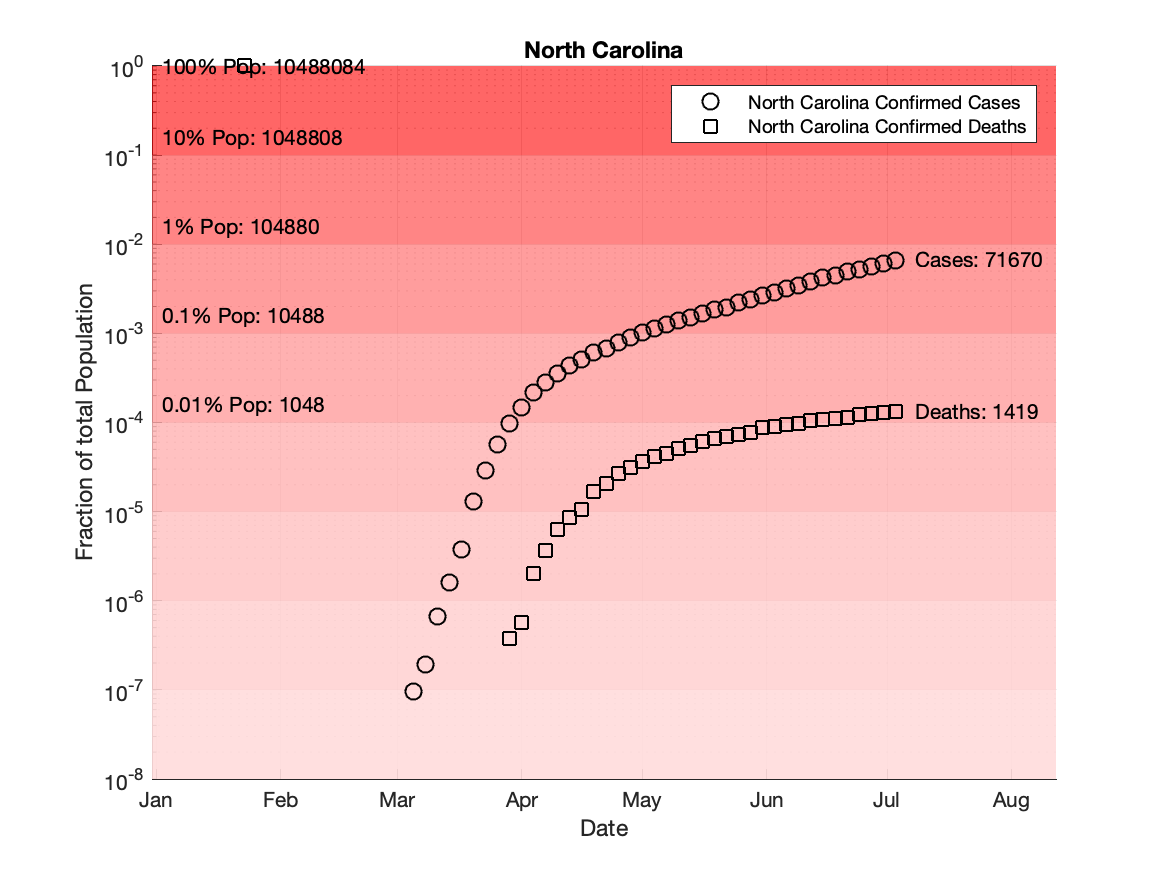 North Carolina
10^0
100% Pop: 10488084
North Carolina Confirmed Cases
North Carolina Confirmed Deaths
10% Pop: 1048808
10^-1
1% Pop: 104880
10^-2
Cases: 71670
0.1% Pop: 10488
10^-3
0.01% Pop: 1048
Deaths: 1419
10^-4
10^-5
10^-6
10^-7
10^-8
Fraction of total Population
Jan Feb Mar Apr May Jun Jul Aug
Date